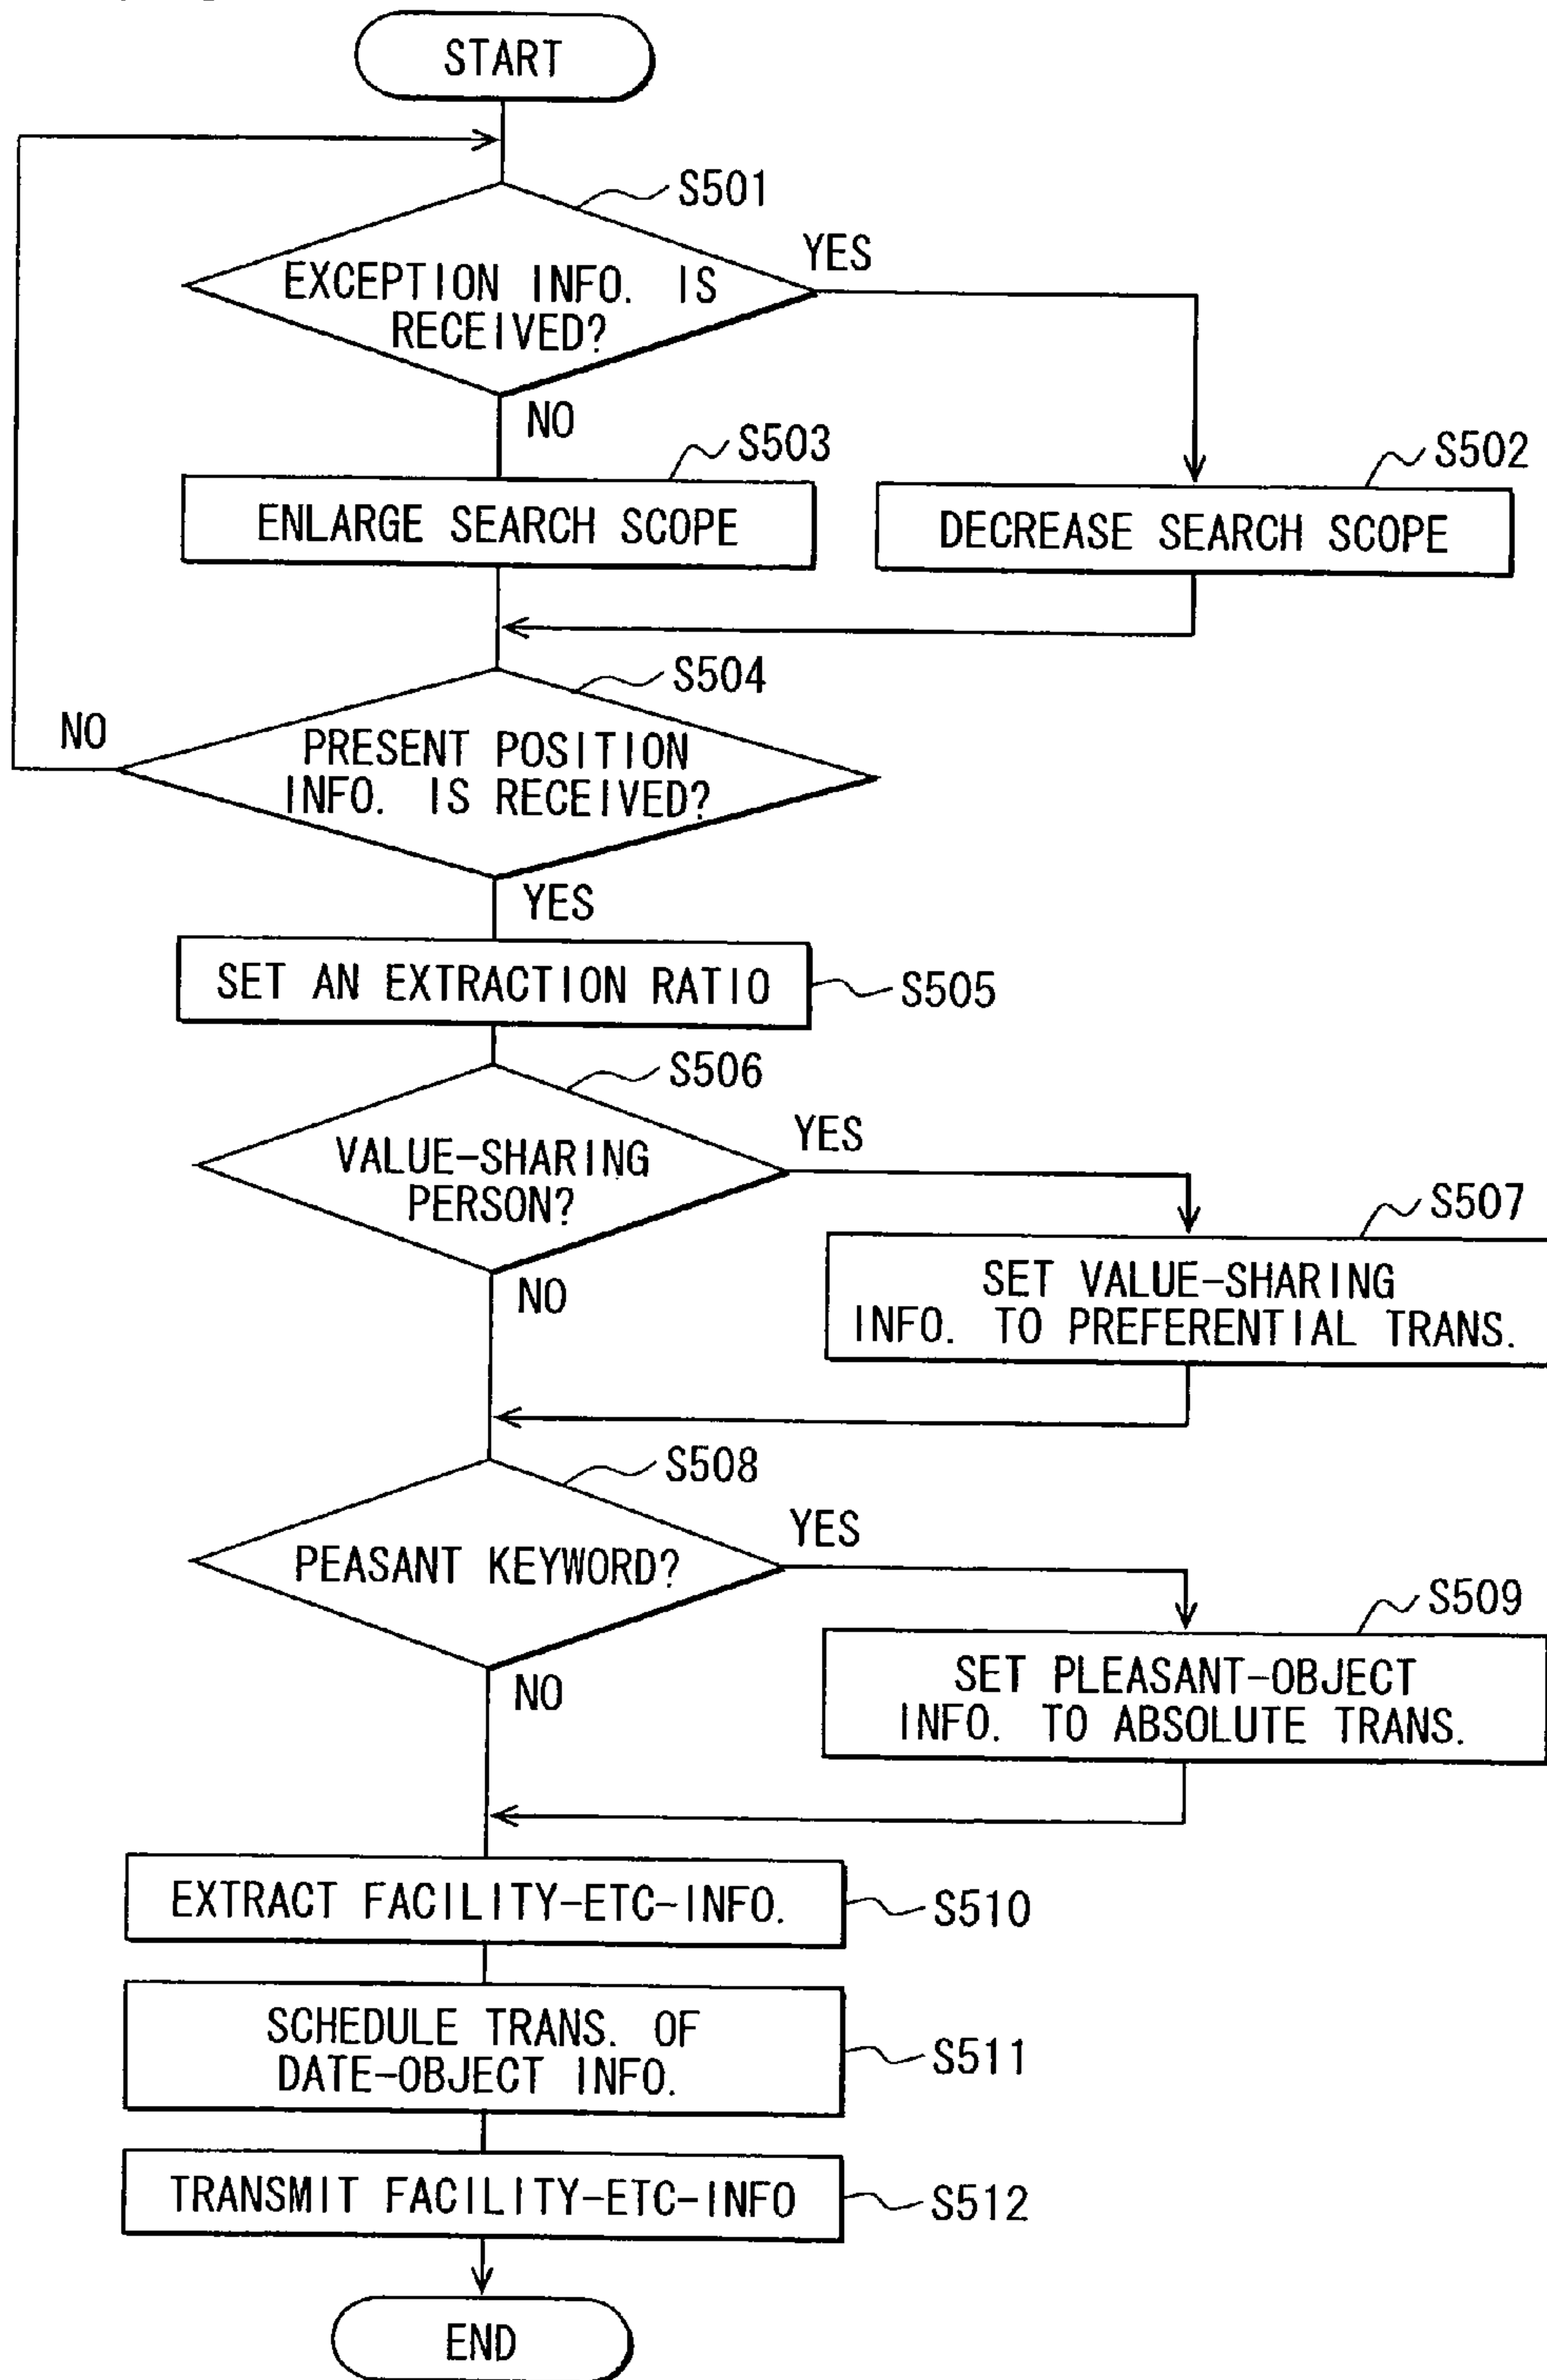 START
S501
EXCEPTION INFO. IS
RECEIVED?
YES
NO
S503
ENLARGE SEARCH SCOPE
S502
DECREASE SEARCH SCOPE
S504
PRESENT POSITION
INFO. IS RECEIVED?
NO
YES
SET AN EXTRACTION RATIO
S505
S506
VALUE-SHARING
PERSON?
YES
NO
S507
SET VALUE-SHARING
INFO. TO PREFERENTIAL TRANS.
S508
PEASANT KEYWORD?
YES
NO
S509
SET PLEASANT-OBJECT
INFO. TO ABSOLUTE TRANS.
EXTRACT FACILITY-ETC-INFO.
S510
SCHEDULE TRANS. OF
DATE-OBJECT INFO.
S511
TRANSMIT FACILITY-ETC-INFO
S512
END